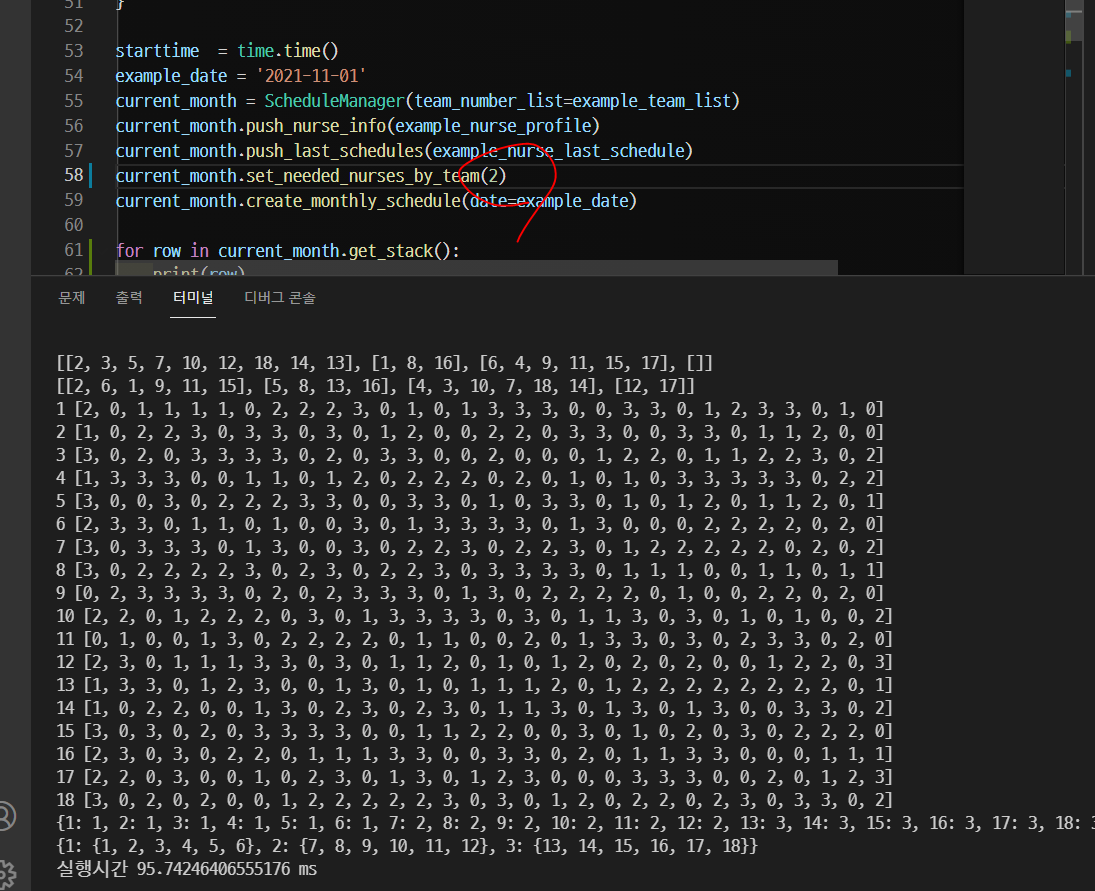 51 }
52
53 starttime  = time.time()
54 example_date = '2021-11-01'
55 current_month = ScheduleManager(team_number_list=example_team_list)
56 current_month.push_nurse_info(example_nurse_profile)
57 current_month.push_last_schedules(example_nurse_last_schedule)
58 current_month.set_needed_nurses_by_team(2)
59 current_month.create_monthly_schedule(date=example_date)
60
61 for row in current_month.get_stack():
62     print(row)
문제 출력 터미널 디버그 콘솔
[[2, 3, 5, 7, 10, 12, 18, 14, 13], [1, 8, 16], [6, 4, 9, 11, 15, 17], []]
[[2, 6, 1, 9, 11, 15], [5, 8, 13, 16], [4, 3, 10, 7, 18, 14], [12, 17]]
1 [2, 0, 1, 1, 1, 1, 0, 2, 2, 2, 3, 0, 1, 0, 1, 3, 3, 3, 0, 0, 3, 3, 0, 1, 2, 3, 3, 0, 1, 0]
2 [1, 0, 2, 2, 3, 0, 3, 3, 0, 3, 0, 1, 2, 0, 0, 2, 2, 0, 3, 3, 0, 0, 3, 3, 0, 1, 1, 2, 0, 0]
3 [3, 0, 2, 0, 3, 3, 3, 3, 0, 2, 0, 3, 3, 0, 0, 2, 0, 0, 0, 1, 2, 2, 0, 1, 1, 2, 2, 3, 0, 2]
4 [1, 3, 3, 3, 0, 0, 1, 1, 0, 1, 2, 0, 2, 2, 2, 0, 2, 0, 1, 0, 1, 0, 3, 3, 3, 3, 3, 0, 2, 2]
5 [3, 0, 0, 3, 0, 2, 2, 2, 3, 3, 0, 0, 3, 3, 0, 1, 0, 3, 3, 0, 1, 0, 1, 2, 0, 1, 1, 2, 0, 1]
6 [2, 3, 3, 0, 1, 1, 0, 1, 0, 0, 3, 0, 1, 3, 3, 3, 3, 0, 1, 3, 0, 0, 0, 2, 2, 2, 2, 0, 2, 0]
7 [3, 0, 3, 3, 3, 0, 1, 3, 0, 0, 3, 0, 2, 2, 3, 0, 2, 2, 3, 0, 1, 2, 2, 2, 2, 2, 0, 2, 0, 2]
8 [3, 0, 2, 2, 2, 2, 3, 0, 2, 3, 0, 2, 2, 3, 0, 3, 3, 3, 3, 0, 1, 1, 1, 0, 0, 1, 1, 0, 1, 1]
9 [0, 2, 3, 3, 3, 3, 0, 2, 0, 2, 3, 3, 3, 0, 1, 3, 0, 2, 2, 2, 2, 0, 1, 0, 0, 2, 2, 0, 2, 0]
10 [2, 2, 0, 1, 2, 2, 2, 0, 3, 0, 1, 3, 3, 3, 3, 0, 3, 0, 1, 1, 3, 0, 3, 0, 1, 0, 1, 0, 0, 2]
11 [0, 1, 0, 0, 1, 3, 0, 2, 2, 2, 2, 0, 1, 1, 0, 0, 2, 0, 1, 3, 3, 0, 3, 0, 2, 3, 3, 0, 2, 0]
12 [2, 3, 0, 1, 1, 1, 3, 3, 0, 3, 0, 1, 1, 2, 0, 1, 0, 1, 2, 0, 2, 0, 2, 0, 0, 1, 2, 2, 0, 3]
13 [1, 3, 3, 0, 1, 2, 3, 0, 0, 1, 3, 0, 1, 0, 1, 1, 1, 2, 0, 1, 2, 2, 2, 2, 2, 2, 2, 2, 0, 1]
14 [1, 0, 2, 2, 0, 0, 1, 3, 0, 2, 3, 0, 2, 3, 0, 1, 1, 3, 0, 1, 3, 0, 1, 3, 0, 0, 3, 3, 0, 2]
15 [3, 0, 3, 0, 2, 0, 3, 3, 3, 3, 0, 0, 1, 1, 2, 2, 0, 0, 3, 0, 1, 0, 2, 0, 3, 0, 2, 2, 2, 0]
16 [2, 3, 0, 3, 0, 2, 2, 0, 1, 1, 1, 3, 3, 0, 0, 3, 3, 0, 2, 0, 1, 1, 3, 3, 0, 0, 0, 1, 1, 1]
17 [2, 2, 0, 3, 0, 0, 1, 0, 2, 3, 0, 1, 3, 0, 1, 2, 3, 0, 0, 0, 3, 3, 3, 0, 0, 2, 0, 1, 2, 3]
18 [3, 0, 2, 0, 2, 0, 0, 1, 2, 2, 2, 2, 2, 3, 0, 3, 0, 1, 2, 0, 2, 2, 0, 2, 3, 0, 3, 3, 0, 2]
{1: 1, 2: 1, 3: 1, 4: 1, 5: 1, 6: 1, 7: 2, 8: 2, 9: 2, 10: 2, 11: 2, 12: 2, 13: 3, 14: 3, 15: 3, 16: 3, 17: 3, 18: 3
{1: {1, 2, 3, 4, 5, 6}, 2: {7, 8, 9, 10, 11, 12}, 3: {13, 14, 15, 16, 17, 18}}
실행시간 95.74246406555176 ms